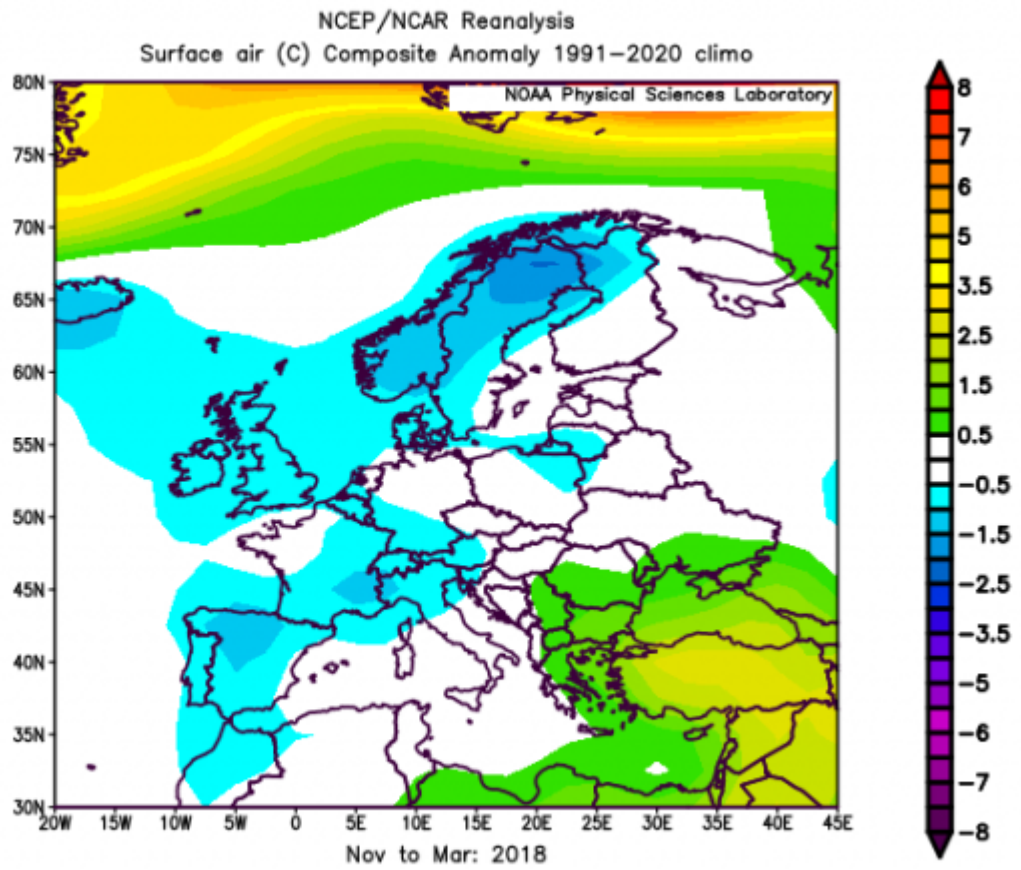 NCEP/NCAR Reanalysis
Surface air (C) Composite Anomaly 1991-2020 climo
NOAA Physical Sciences Laboratory
80N
75N
70N
65N
60N
55N
50N
45N
40N
35N
30N
20W 15W 10W 5W 0 5E 10E 15E 20E 25E 30E 35E 40E 45E
Nov to Mar: 2018
8
7
6
5
3.5
2.5
1.5
0.5
-0.5
-1.5
-2.5
-3.5
-5
-6
-7
-8